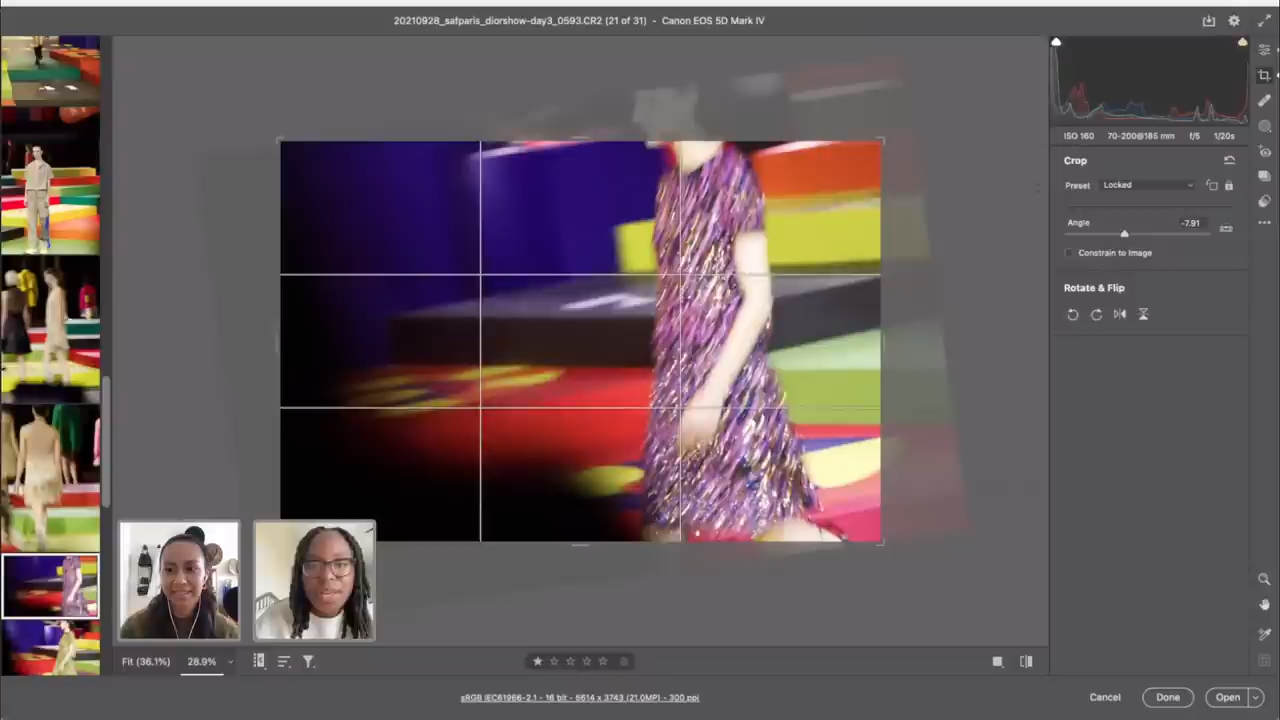 20210928_safparis_diorshow-day3_0593.CR2 (21 of 31) - Canon EOS 5D Mark IV
ISO 160 70-200@185 mm f/5 1/20s
Crop
Preset Locked
Angle -7.91
Constrain to Image
Rotate & Flip
Fit (36.1%) 28.9%
sRGB IEC61966-2.1 - 16 bit - 5614 x 3743 (21.0MP) - 300 ppi
Cancel Done Open